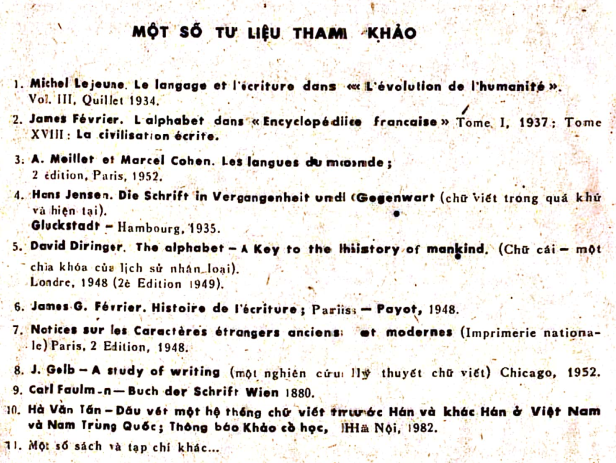 MỘT SỐ TƯ LIỆU THAM KHẢO
1. Michel Lejeune. Le langage et l'écriture dans «L'évolution de l'humanité».
Vol. III, Quillet 1934.
2. James Février. L'alphabet dans «Encyclopédiie francaise» Tome I, 1937; Tome
XVIII: La civilisation écrite.
3. A. Meillet et Marcel Cohen. Les langues du monde;
2 édition, Paris, 1952.
4. Hans Jensen. Die Schrift in Vergangenheit und Gegenwart (chữ viết trong quá khứ
và hiện tại).
Gluckstadt – Hambourg, 1935.
5. David Diringer. The alphabet – A Key to the history of mankind. (Chữ cái – một
chìa khóa của lịch sử nhân loại).
Londre, 1948 (2è Edition 1949).
6. James G. Février. Histoire de l'écriture; Pariis – Payot, 1948.
7. Notices sur les Caractères étrangers anciens et modernes (Imprimerie nationa-
le) Paris, 2 Edition, 1948.
8. J. Gelb – A study of writing (một nghiên cứu lý thuyết chữ viết) Chicago, 1952.
9. Carl Faulm-n – Buch der Schrift Wien 1880.
10. Hà Văn Tấn – Dấu vết một hệ thống chữ viết trước Hán và khác Hán ở Việt Nam
và Nam Trung Quốc; Thông báo Khảo cổ học, Hà Nội, 1982.
11. Một số sách và tạp chí khác...